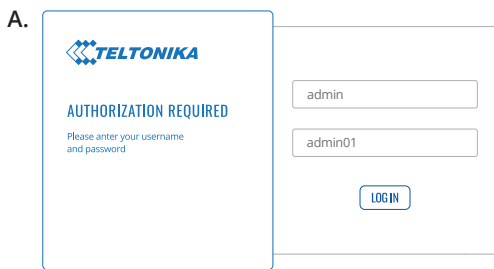 A.
TELTONIKA
AUTHORIZATION REQUIRED
Please anter your username
and password
admin
admin01
LOG IN